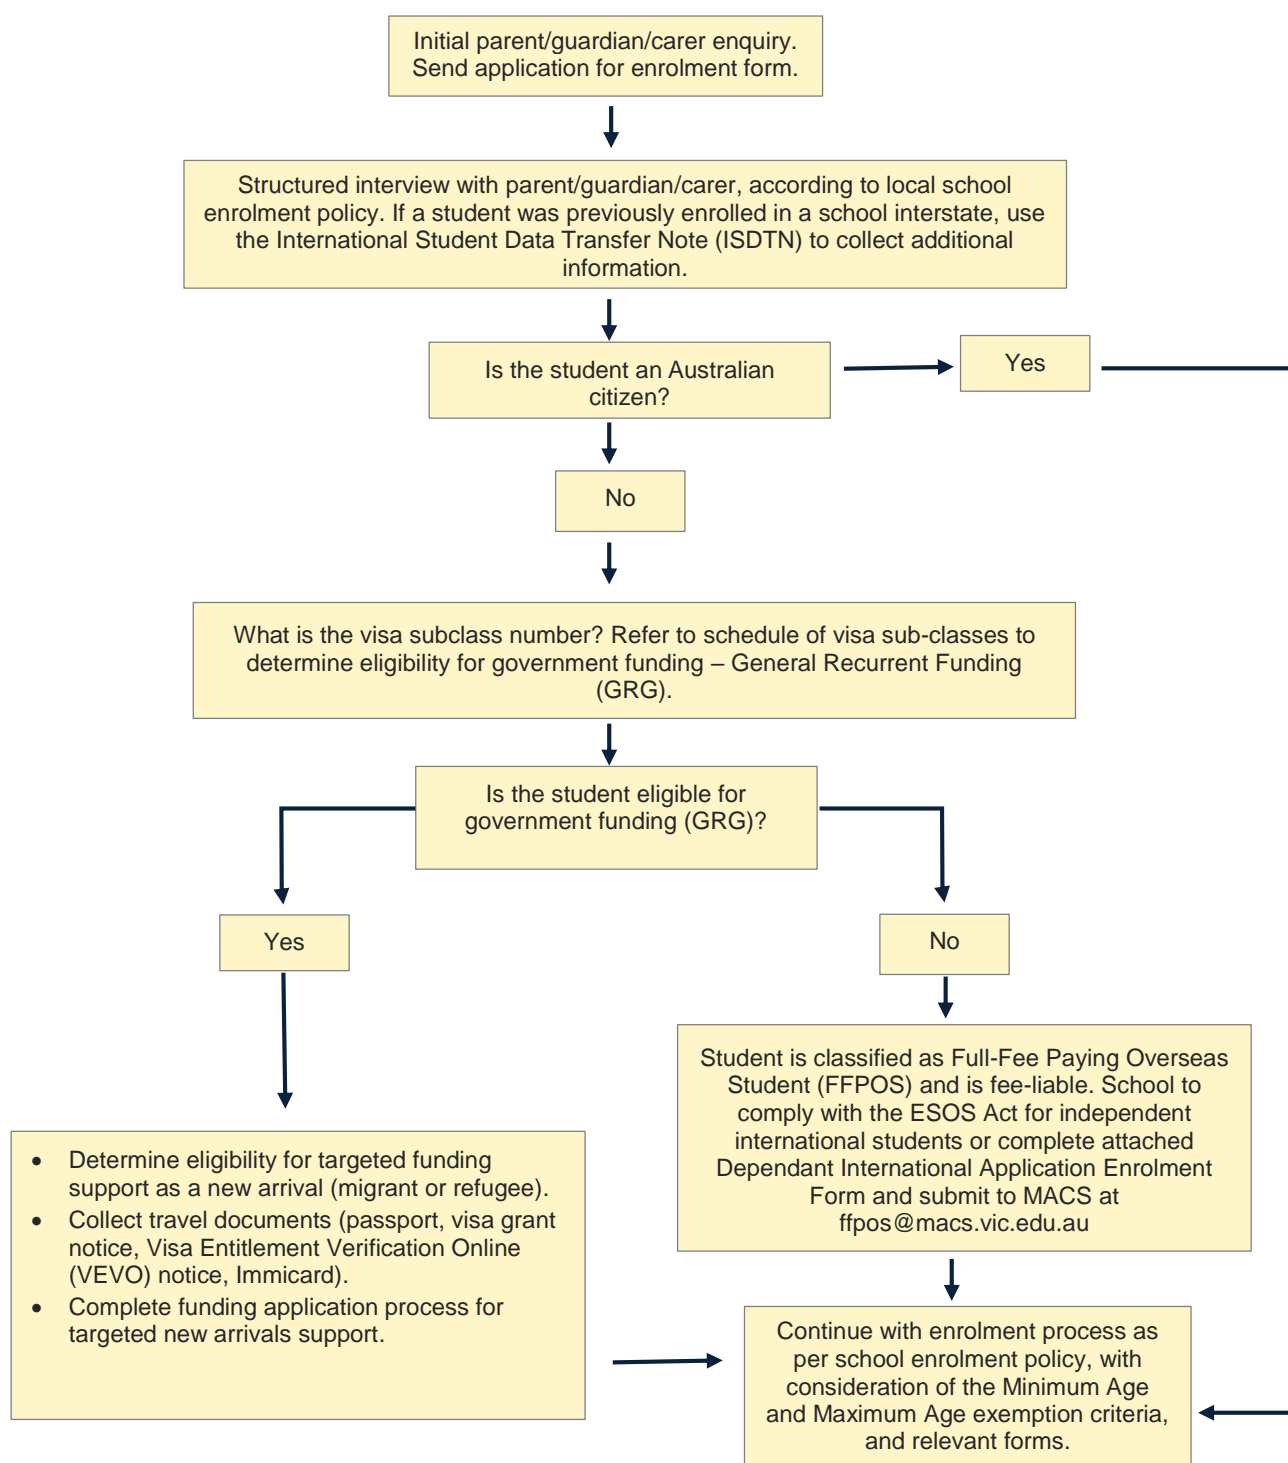 Initial parent/guardian/carer enquiry.
Send application for enrolment form.
Structured interview with parent/guardian/carer, according to local school
enrolment policy. If a student was previously enrolled in a school interstate, use
the International Student Data Transfer Note (ISDTN) to collect additional
information.
Is the student an Australian
citizen?
Yes
No
What is the visa subclass number? Refer to schedule of visa sub-classes to
determine eligibility for government funding – General Recurrent Funding
(GRG).
Is the student eligible for
government funding (GRG)?
Yes
No
Student is classified as Full-Fee Paying Overseas
Student (FFPOS) and is fee-liable. School to
comply with the ESOS Act for independent
international students or complete attached
Dependant International Application Enrolment
Form and submit to MACS at
ffpos@macs.vic.edu.au
• Determine eligibility for targeted funding
support as a new arrival (migrant or refugee).
• Collect travel documents (passport, visa grant
notice, Visa Entitlement Verification Online
(VEVO) notice, Immicard).
• Complete funding application process for
targeted new arrivals support.
Continue with enrolment process as
per school enrolment policy, with
consideration of the Minimum Age
and Maximum Age exemption criteria,
and relevant forms.